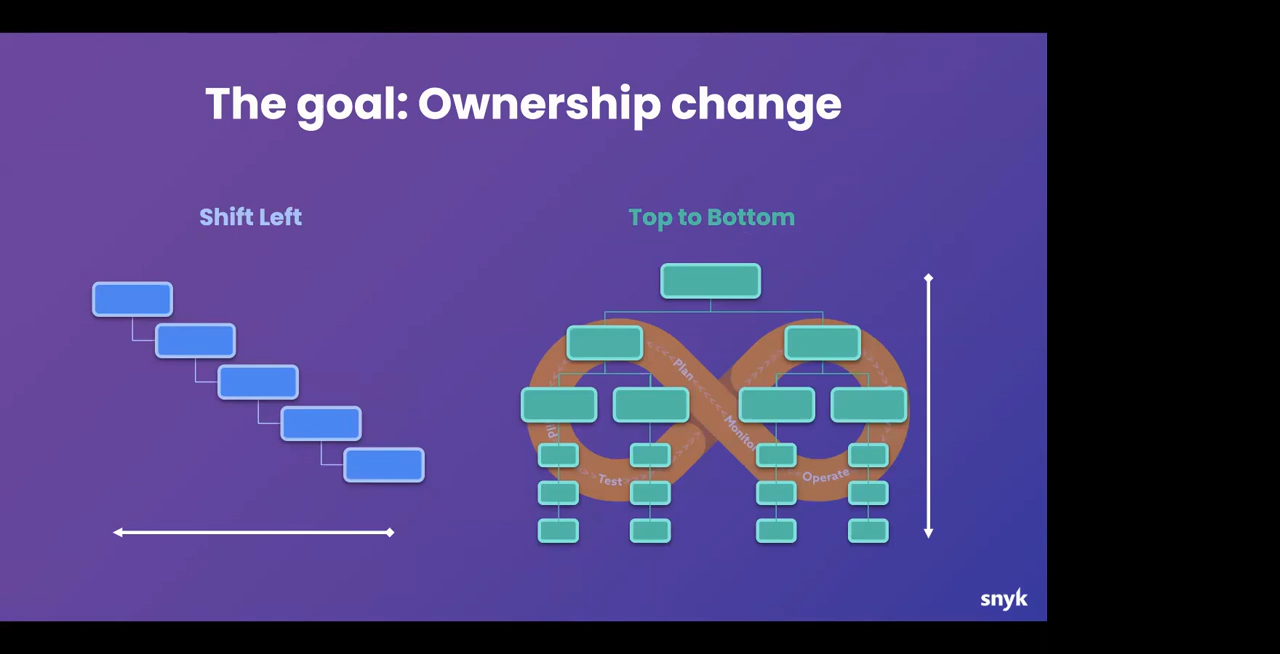 The goal: Ownership change
Shift Left
Top to Bottom
Plan
Monitor
Test
Operate
snyk